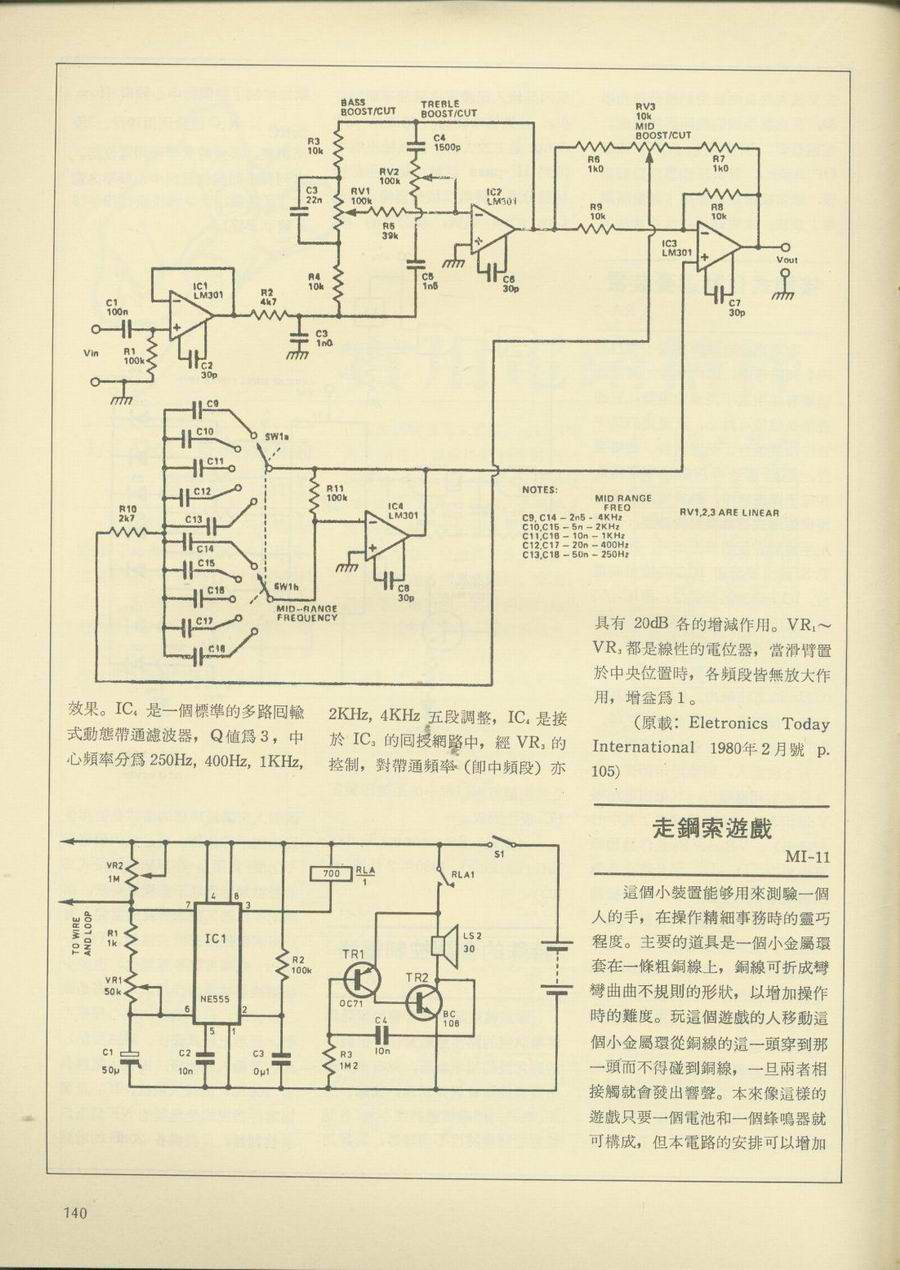 BASS
BOOST/CUT
TREBLE
BOOST/CUT
RV3
10k
MID
BOOST/CUT
R3
10k
C4
1500p
R6
1k0
R7
1k0
C3
22n
RV1
100k
RV2
100k
R5
39k
IC2
LM301
R9
10k
R8
10k
IC3
LM301
Vout
R4
10k
C5
1n5
C6
30p
C7
30p
IC1
LM301
C1
100n
R2
4k7
Vin
R1
100k
C2
30p
C3
1n0
C9
C10
C11
C12
C13
C14
C15
C16
C17
C18
SW1a
SW1b
R10
2k7
R11
100k
IC4
LM301
C8
30p
MID-RANGE
FREQUENCY
NOTES:
MID RANGE
FREQ
C9, C14 – 2n5 - 4KHz
C10,C15 – 5n – 2KHz
C11,C16 – 10n – 1KHz
C12,C17 – 20n – 400Hz
C13,C18 – 50n – 250Hz
RV1,2,3 ARE LINEAR
效果。IC₄ 是一個標準的多路囘輸
式動態帶通濾波器，Q值爲3，中
心頻率分爲 250Hz, 400Hz, 1KHz,
2KHz, 4KHz 五段調整，IC₄ 是接
於 IC₃ 的囘授網路中，經 VR₃ 的
控制，對帶通頻率（卽中頻段）亦
具有 20dB 各的增減作用。VR₁～
VR₃ 都是線性的電位器，當滑臂置
於中央位置時，各頻段皆無放大作
用，增益爲1。
（原載：Eletronics Today
International 1980年2月號 p.
105)
走鋼索遊戲
MI-11
這個小裝置能够用來測驗一個
人的手，在操作精細事務時的靈巧
程度。主要的道具是一個小金屬環
套在一條粗銅線上，銅線可折成彎
彎曲曲不規則的形狀，以增加操作
時的難度。玩這個遊戲的人移動這
個小金屬環從銅線的這一頭穿到那
一頭而不得碰到銅線，一旦兩者相
接觸就會發出響聲。本來像這樣的
遊戲只要一個電池和一個蜂鳴器就
可構成，但本電路的安排可以增加
VR2
1M
TO WIRE
AND LOOP
R1
1k
VR1
50k
C1
50µ
7
4
8
3
IC1
NE555
6
5
1
2
C2
10n
C3
0µ1
R2
100k
700
RLA
1
RLA1
S1
LS2
30
TR1
OC71
TR2
BC
108
C4
10n
R3
1M2
140